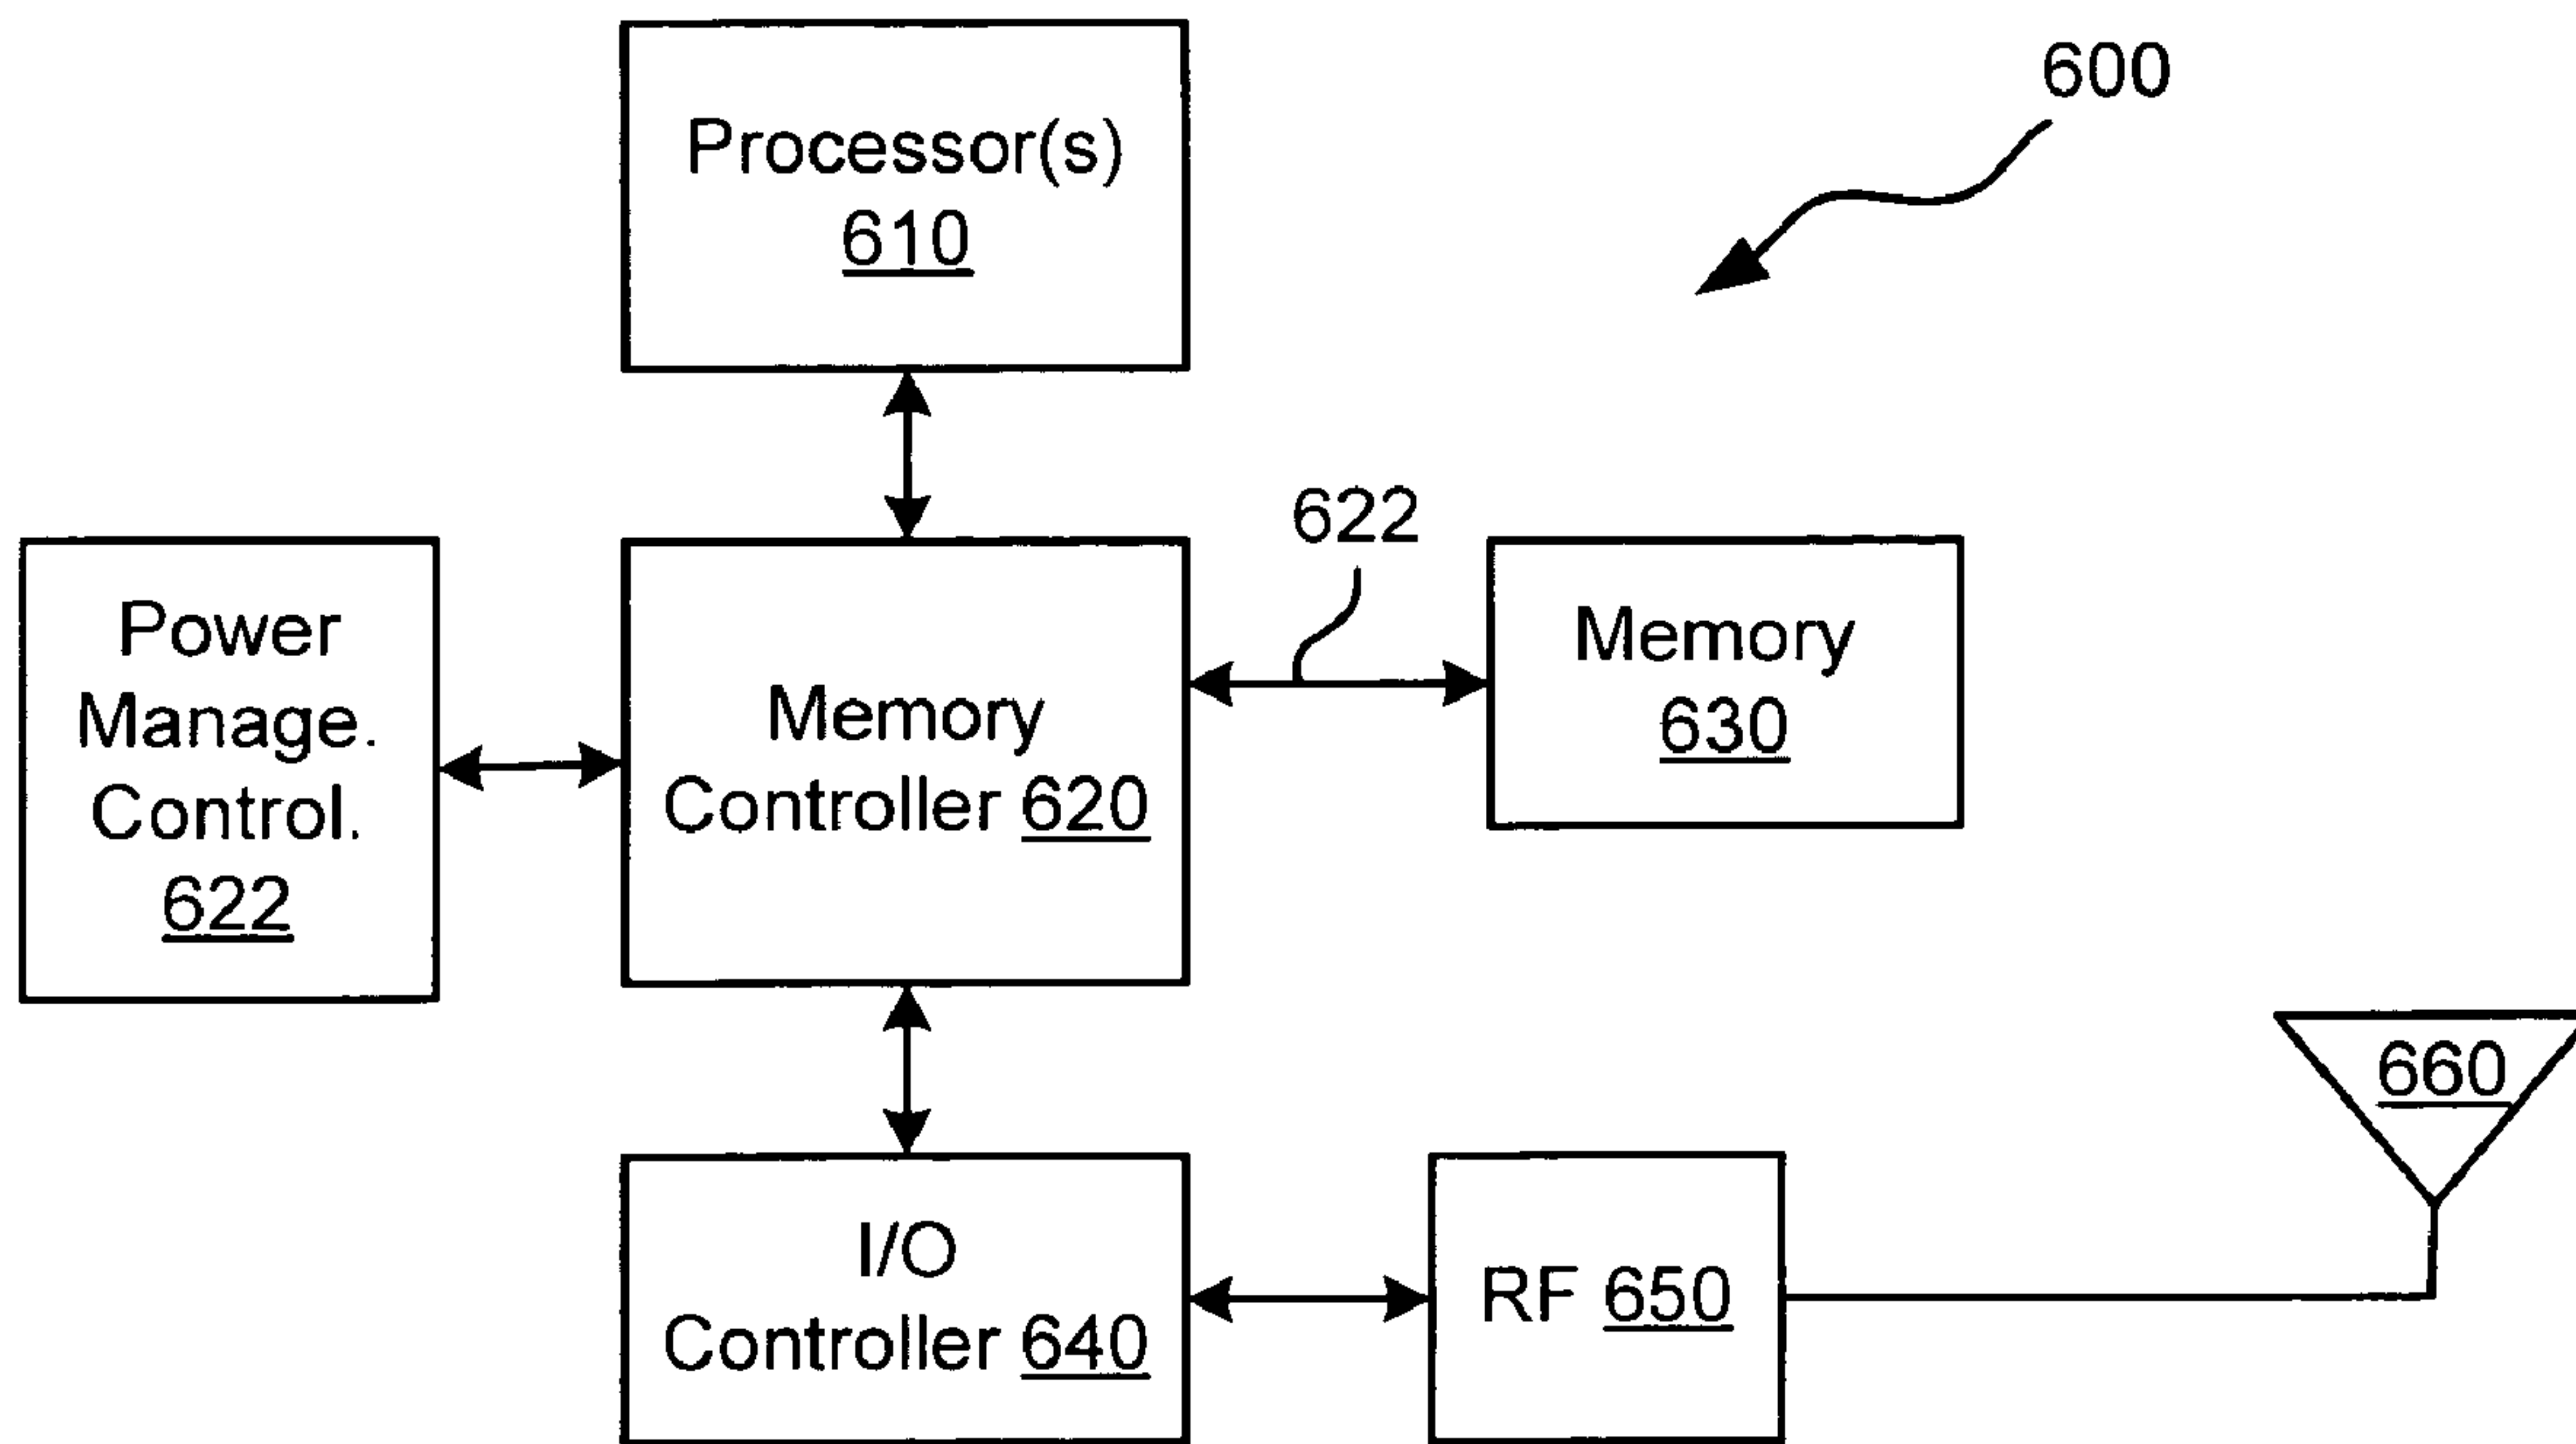 Processor(s)
610
600
622
Power
Manage.
Control.
622
Memory
Controller 620
Memory
630
660
I/O
Controller 640
RF 650